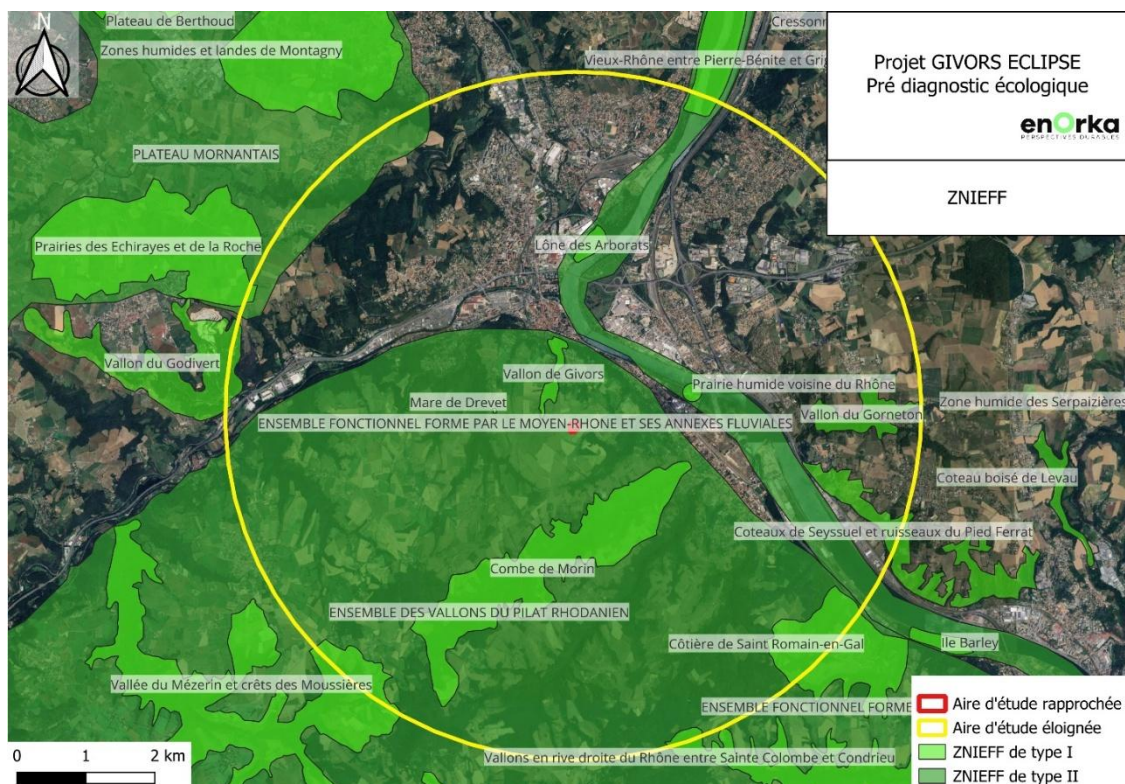 N
Plateau de Berthoud
Cressonn
Zones humides et landes de Montagny
Vieux-Rhône entre Pierre-Bénite et Grig
Projet GIVORS ECLIPSE
Pré diagnostic écologique
enOrka
PERSPECTIVES DURABLES
ZNIEFF
PLATEAU MORNANTAIS
Prairies des Echirayes et de la Roche
Lône des Arborats
Vallon du Godivert
Vallon de Givors
Prairie humide voisine du Rhône
Mare de Drevet
Zone humide des Serpaizières
Vallon du Gorneton
ENSEMBLE FONCTIONNEL FORME PAR LE MOYEN-RHONE ET SES ANNEXES FLUVIALES
Coteau boisé de Levau
Coteaux de Seyssuel et ruisseaux du Pied Ferrat
Combe de Morin
ENSEMBLE DES VALLONS DU PILAT RHODANIEN
Côtière de Saint Romain-en-Gal
Ile Barley
Vallée du Mézerin et crêts des Moussières
ENSEMBLE FONCTIONNEL FORME
Vallons en rive droite du Rhône entre Sainte Colombe et Condrieu
0 1 2 km
Aire d'étude rapprochée
Aire d'étude éloignée
ZNIEFF de type I
ZNIEFF de type II